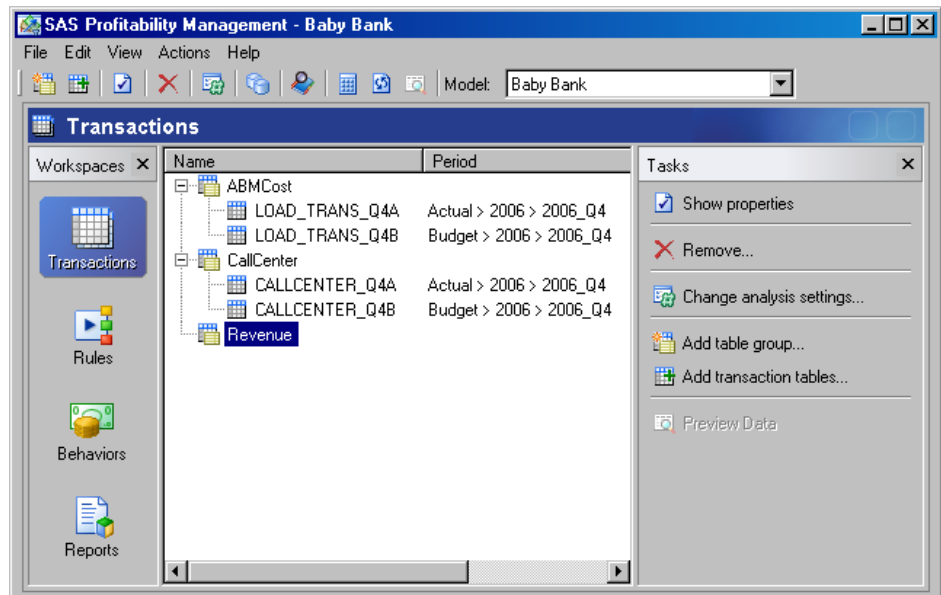 SAS Profitability Management - Baby Bank
File Edit View Actions Help
Model: Baby Bank
Transactions
Workspaces
Transactions
Rules
Behaviors
Reports
Name Period
ABMCost
LOAD_TRANS_Q4A Actual > 2006 > 2006_Q4
LOAD_TRANS_Q4B Budget > 2006 > 2006_Q4
CallCenter
CALLCENTER_Q4A Actual > 2006 > 2006_Q4
CALLCENTER_Q4B Budget > 2006 > 2006_Q4
Revenue
Tasks
Show properties
Remove...
Change analysis settings...
Add table group...
Add transaction tables...
Preview Data